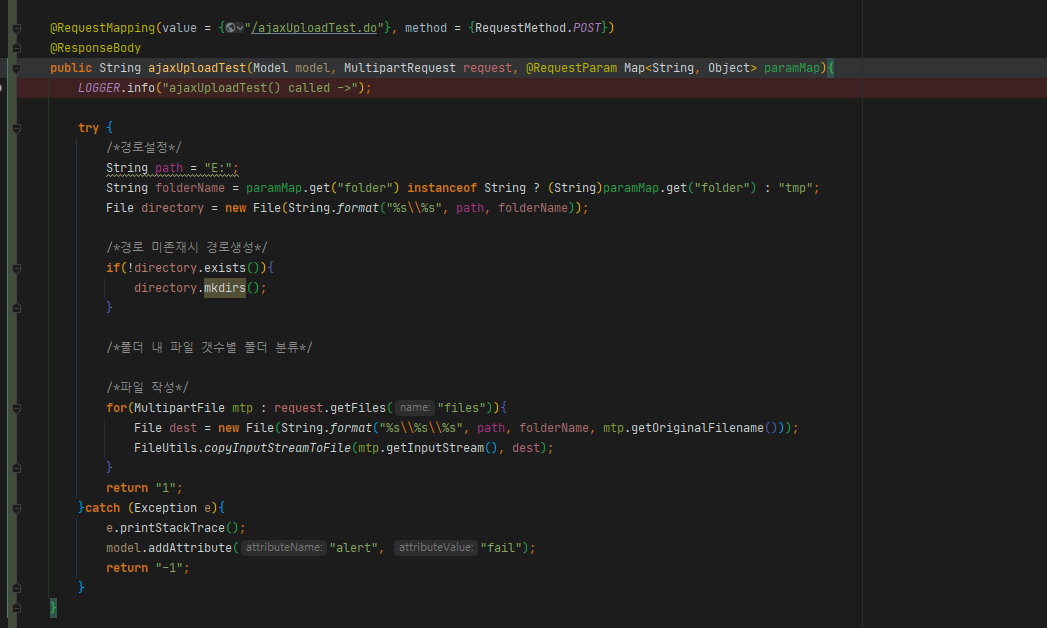 @RequestMapping(value = {"/ajaxUploadTest.do"}, method = {RequestMethod.POST})
@ResponseBody
public String ajaxUploadTest(Model model, MultipartRequest request, @RequestParam Map<String, Object> paramMap){
LOGGER.info("ajaxUploadTest() called ->");
try {
/*경로설정*/
String path = "E:";
String folderName = paramMap.get("folder") instanceof String ? (String)paramMap.get("folder") : "tmp";
File directory = new File(String.format("%s\\%s", path, folderName));
/*경로 미존재시 경로생성*/
if(!directory.exists()){
directory.mkdirs();
}
/*폴더 내 파일 갯수별 폴더 분류*/
/*파일 작성*/
for(MultipartFile mtp : request.getFiles( name: "files")){
File dest = new File(String.format("%s\\%s\\%s", path, folderName, mtp.getOriginalFilename()));
FileUtils.copyInputStreamToFile(mtp.getInputStream(), dest);
}
return "1";
}catch (Exception e){
e.printStackTrace();
model.addAttribute( attributeName: "alert", attributeValue: "fail");
return "-1";
}
}